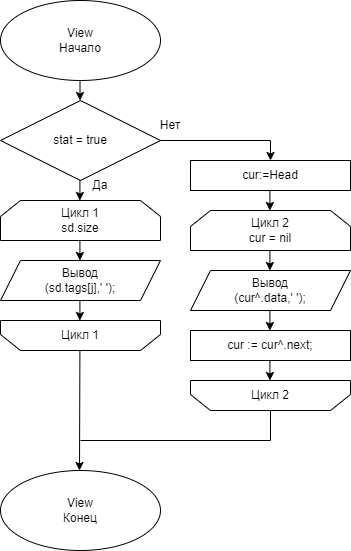 View
Начало
stat = true
Нет
Да
cur:=Head
Цикл 1
sd.size
Цикл 2
cur = nil
Вывод
(sd.tags[j],' ');
Вывод
(cur^.data,' ');
Цикл 1
cur := cur^.next;
Цикл 2
View
Конец